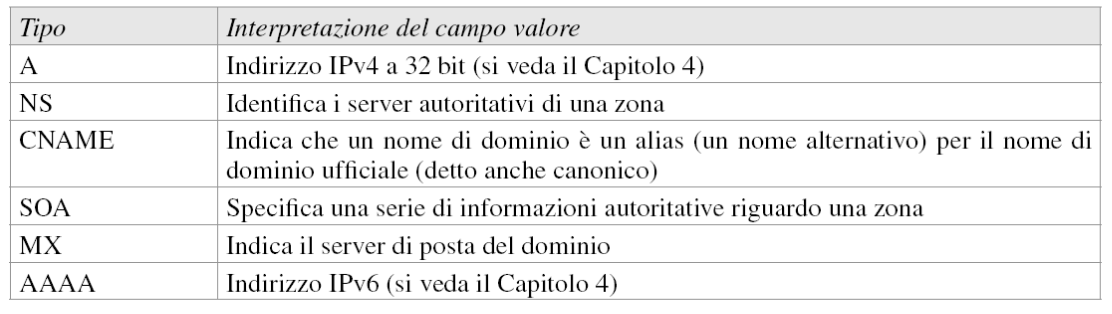 Tipo Interpretazione del campo valore
A Indirizzo IPv4 a 32 bit (si veda il Capitolo 4)
NS Identifica i server autoritativi di una zona
CNAME Indica che un nome di dominio è un alias (un nome alternativo) per il nome di
dominio ufficiale (detto anche canonico)
SOA Specifica una serie di informazioni autoritative riguardo una zona
MX Indica il server di posta del dominio
AAAA Indirizzo IPv6 (si veda il Capitolo 4)